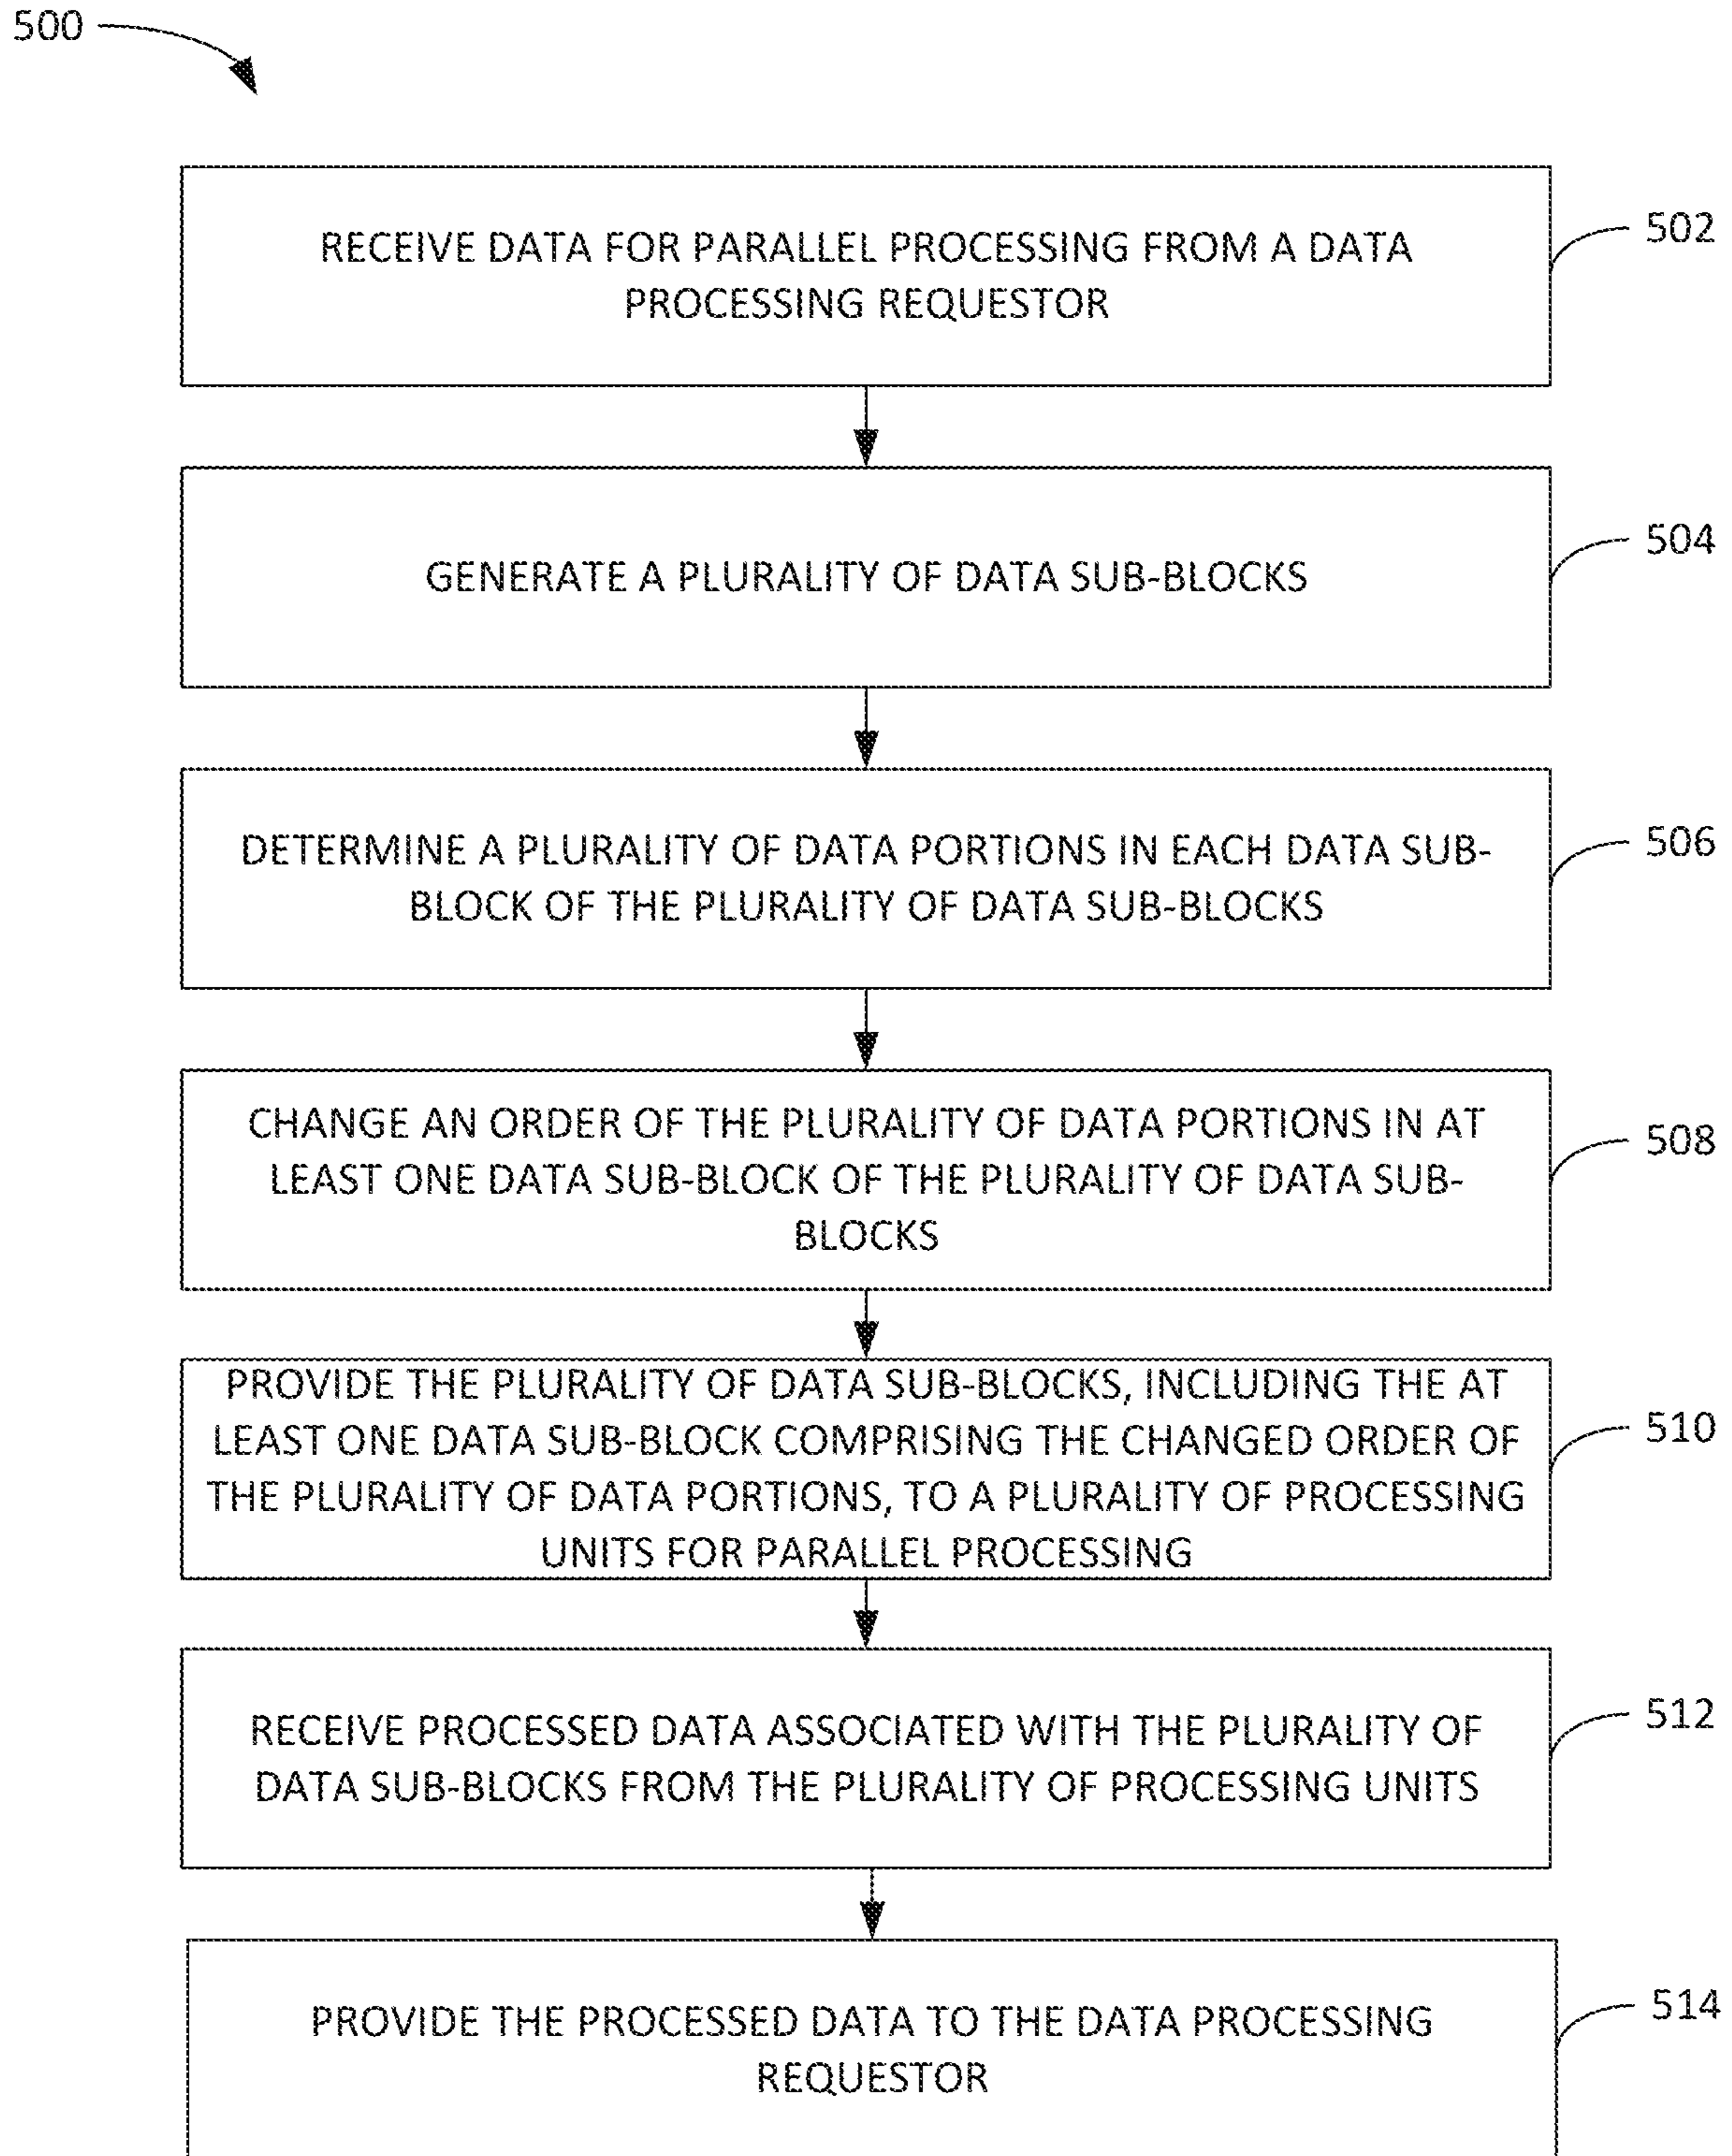 500
RECEIVE DATA FOR PARALLEL PROCESSING FROM A DATA
PROCESSING REQUESTOR
502
GENERATE A PLURALITY OF DATA SUB-BLOCKS
504
DETERMINE A PLURALITY OF DATA PORTIONS IN EACH DATA SUB-
BLOCK OF THE PLURALITY OF DATA SUB-BLOCKS
506
CHANGE AN ORDER OF THE PLURALITY OF DATA PORTIONS IN AT
LEAST ONE DATA SUB-BLOCK OF THE PLURALITY OF DATA SUB-
BLOCKS
508
PROVIDE THE PLURALITY OF DATA SUB-BLOCKS, INCLUDING THE AT
LEAST ONE DATA SUB-BLOCK COMPRISING THE CHANGED ORDER OF
THE PLURALITY OF DATA PORTIONS, TO A PLURALITY OF PROCESSING
UNITS FOR PARALLEL PROCESSING
510
RECEIVE PROCESSED DATA ASSOCIATED WITH THE PLURALITY OF
DATA SUB-BLOCKS FROM THE PLURALITY OF PROCESSING UNITS
512
PROVIDE THE PROCESSED DATA TO THE DATA PROCESSING
REQUESTOR
514